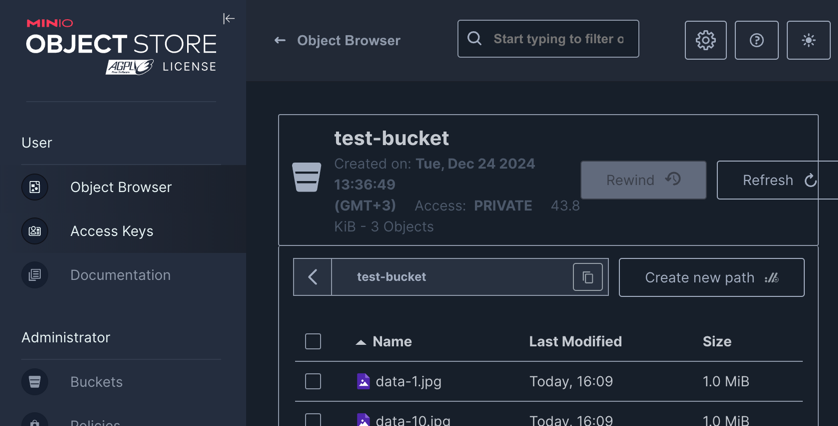 MINIO
OBJECT STORE
AGPLv3 LICENSE
User
Object Browser
Access Keys
Documentation
Administrator
Buckets
Policies
Object Browser
Start typing to filter o
test-bucket
Created on: Tue, Dec 24 2024
13:36:49
(GMT+3) Access: PRIVATE 43.8
KiB - 3 Objects
Rewind
Refresh
test-bucket
Create new path
Name Last Modified Size
data-1.jpg Today, 16:09 1.0 MiB
data-10.jpg Today, 16:09 1.0 MiB